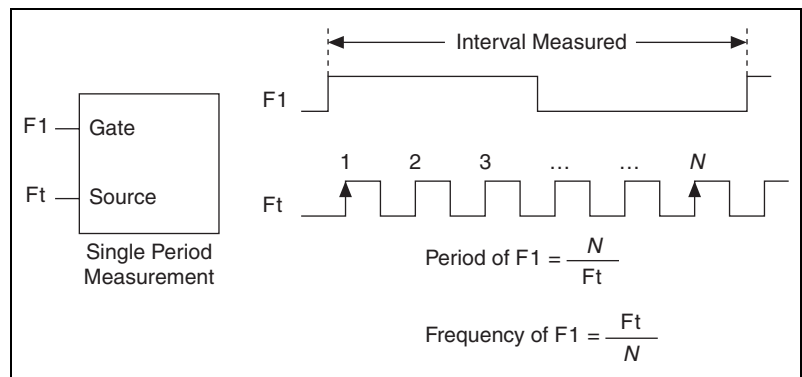 Interval Measured
F1
F1
Gate
1 2 3 … … N
Ft
Source
Ft
Single Period
Measurement
Period of F1 = N
Ft
Frequency of F1 = Ft
N